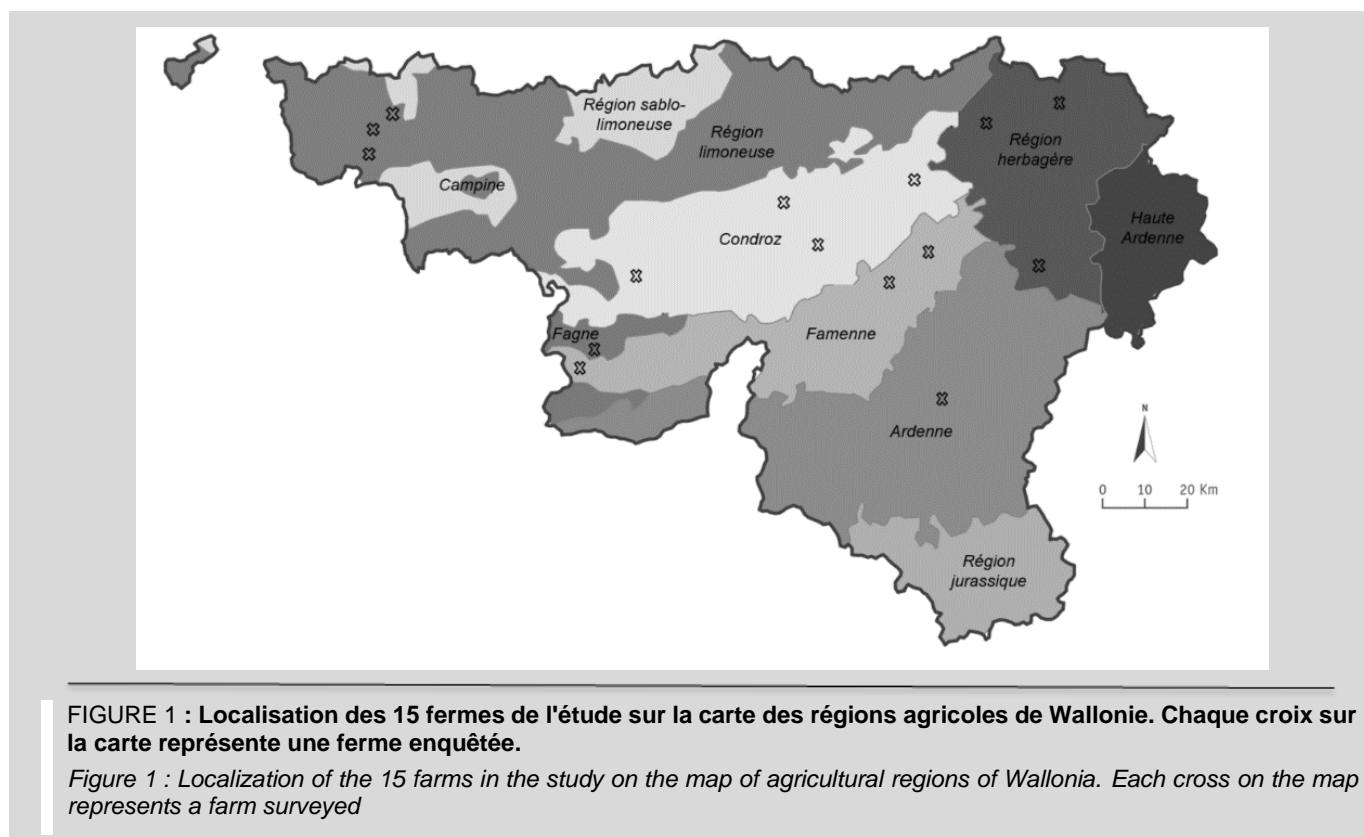 Région sablo-
limoneuse
Région
limoneuse
Région
herbagère
Campine
Haute
Ardenne
Condroz
Fagne
Famenne
Ardenne
N
0 10 20 Km
Région
jurassique
FIGURE 1 : Localisation des 15 fermes de l'étude sur la carte des régions agricoles de Wallonie. Chaque croix sur
la carte représente une ferme enquêtée.
Figure 1 : Localization of the 15 farms in the study on the map of agricultural regions of Wallonia. Each cross on the map
represents a farm surveyed